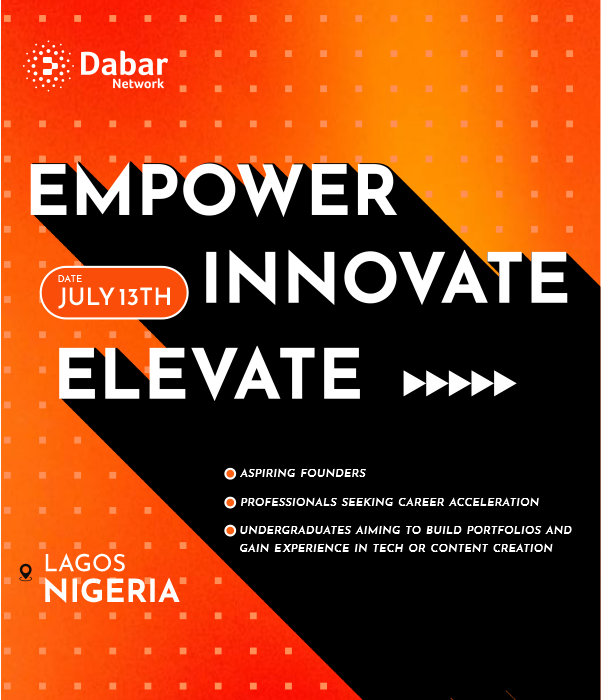 Dabar
Network
EMPOWER
INNOVATE
DATE
JULY 13TH
ELEVATE
ASPIRING FOUNDERS
PROFESSIONALS SEEKING CAREER ACCELERATION
UNDERGRADUATES AIMING TO BUILD PORTFOLIOS AND
GAIN EXPERIENCE IN TECH OR CONTENT CREATION
LAGOS
NIGERIA